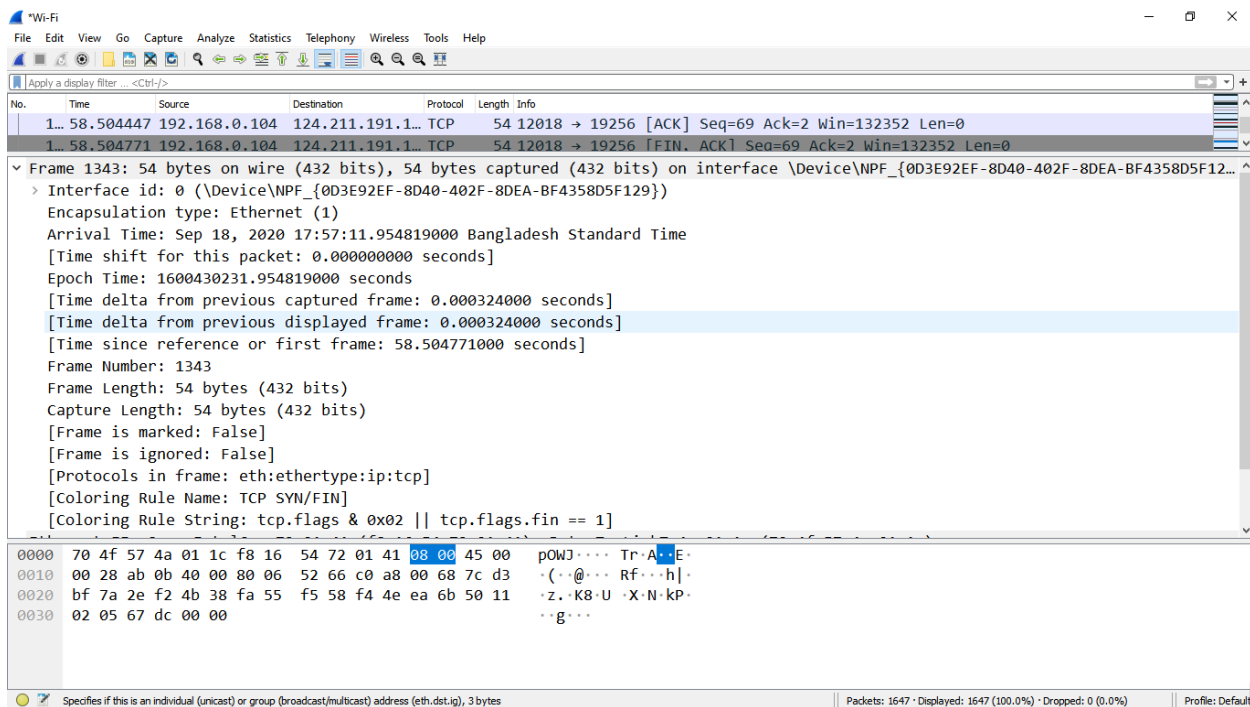 *Wi-Fi
File Edit View Go Capture Analyze Statistics Telephony Wireless Tools Help
Apply a display filter ... <Ctrl-/>
No. Time Source Destination Protocol Length Info
1… 58.504447 192.168.0.104 124.211.191.1… TCP 54 12018 → 19256 [ACK] Seq=69 Ack=2 Win=132352 Len=0
1… 58.504771 192.168.0.104 124.211.191.1… TCP 54 12018 → 19256 [FIN, ACK] Seq=69 Ack=2 Win=132352 Len=0
Frame 1343: 54 bytes on wire (432 bits), 54 bytes captured (432 bits) on interface \Device\NPF_{0D3E92EF-8D40-402F-8DEA-BF4358D5F12…
Interface id: 0 (\Device\NPF_{0D3E92EF-8D40-402F-8DEA-BF4358D5F129})
Encapsulation type: Ethernet (1)
Arrival Time: Sep 18, 2020 17:57:11.954819000 Bangladesh Standard Time
[Time shift for this packet: 0.000000000 seconds]
Epoch Time: 1600430231.954819000 seconds
[Time delta from previous captured frame: 0.000324000 seconds]
[Time delta from previous displayed frame: 0.000324000 seconds]
[Time since reference or first frame: 58.504771000 seconds]
Frame Number: 1343
Frame Length: 54 bytes (432 bits)
Capture Length: 54 bytes (432 bits)
[Frame is marked: False]
[Frame is ignored: False]
[Protocols in frame: eth:ethertype:ip:tcp]
[Coloring Rule Name: TCP SYN/FIN]
[Coloring Rule String: tcp.flags & 0x02 || tcp.flags.fin == 1]
0000 70 4f 57 4a 01 1c f8 16 54 72 01 41 08 00 45 00 pOWJ···· Tr·A··E·
0010 00 28 ab 0b 40 00 80 06 52 66 c0 a8 00 68 7c d3 ·(··@··· Rf···h|·
0020 bf 7a 2e f2 4b 38 fa 55 f5 58 f4 4e ea 6b 50 11 ·z.·K8·U ·X·N·kP·
0030 02 05 67 dc 00 00 ··g···
Specifies if this is an individual (unicast) or group (broadcast/multicast) address (eth.dst.ig), 3 bytes Packets: 1647 · Displayed: 1647 (100.0%) · Dropped: 0 (0.0%) Profile: Default